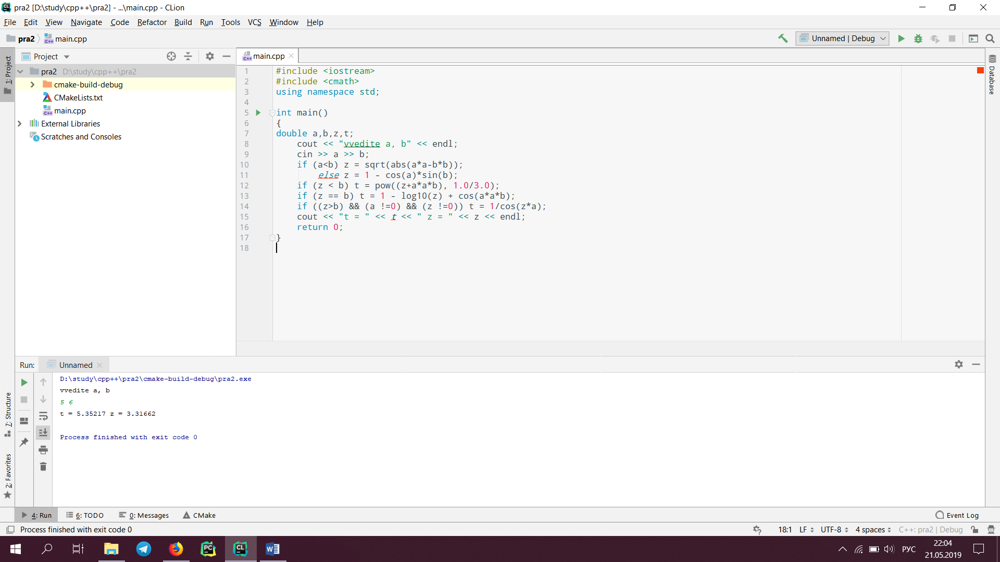 pra2 [D:\study\cpp++\pra2] - ...\main.cpp - CLion
File Edit View Navigate Code Refactor Build Run Tools VCS Window Help
pra2 main.cpp Unnamed | Debug
1: Project
Project
pra2 D:\study\cpp++\pra2
cmake-build-debug
CMakeLists.txt
main.cpp
External Libraries
Scratches and Consoles
main.cpp
1 #include <iostream>
2 #include <cmath>
3 using namespace std;
4
5 int main()
6 {
7 double a,b,z,t;
8 cout << "vvedite a, b" << endl;
9 cin >> a >> b;
10 if (a<b) z = sqrt(abs(a*a-b*b));
11 else z = 1 - cos(a)*sin(b);
12 if (z < b) t = pow((z+a*a*b), 1.0/3.0);
13 if (z == b) t = 1 - log10(z) + cos(a*a*b);
14 if ((z>b) && (a !=0) && (z !=0)) t = 1/cos(z*a);
15 cout << "t = " << t << " z = " << z << endl;
16 return 0;
17 }
18
Database
Run: Unnamed
D:\study\cpp++\pra2\cmake-build-debug\pra2.exe
vvedite a, b
5 6
t = 5.35217 z = 3.31662
Process finished with exit code 0
7: Structure
2: Favorites
4: Run 6: TODO 0: Messages CMake Event Log
Process finished with exit code 0 18:1 LF UTF-8 4 spaces C++: pra2 | Debug
РУС
22:04
21.05.2019